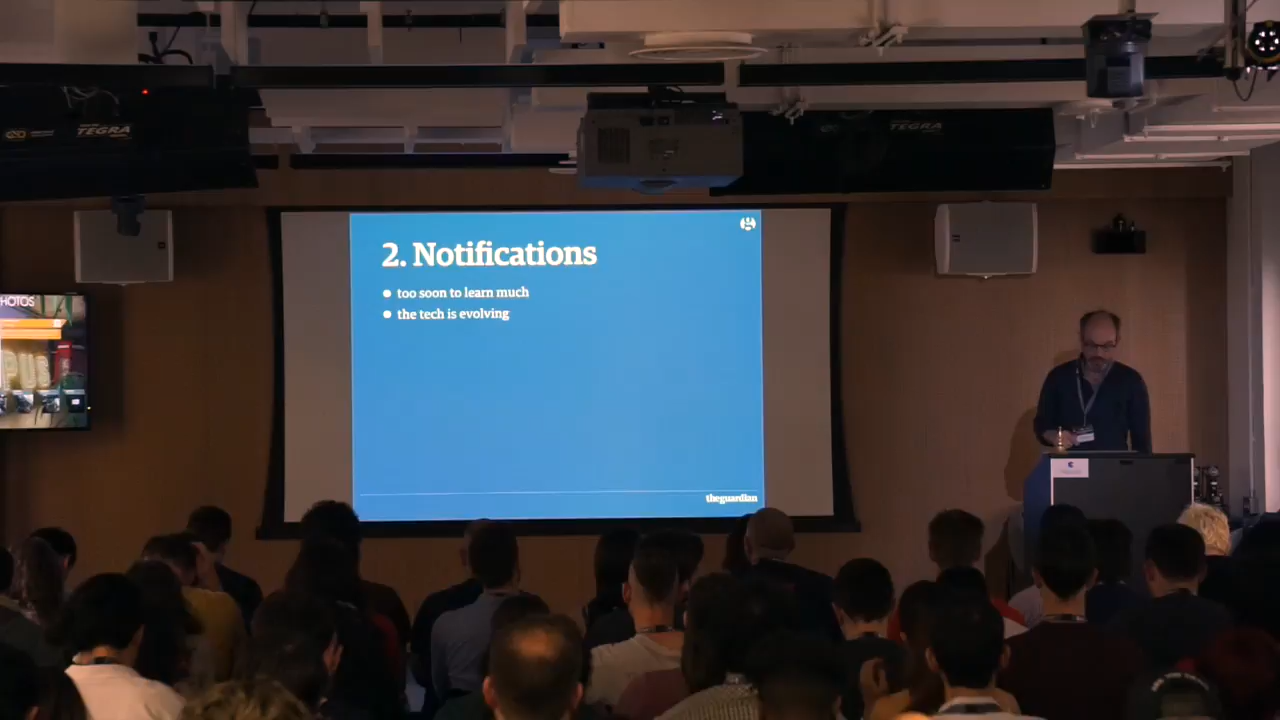 TEGRA
TEGRA
HOTOS
2. Notifications
too soon to learn much
the tech is evolving
theguardian